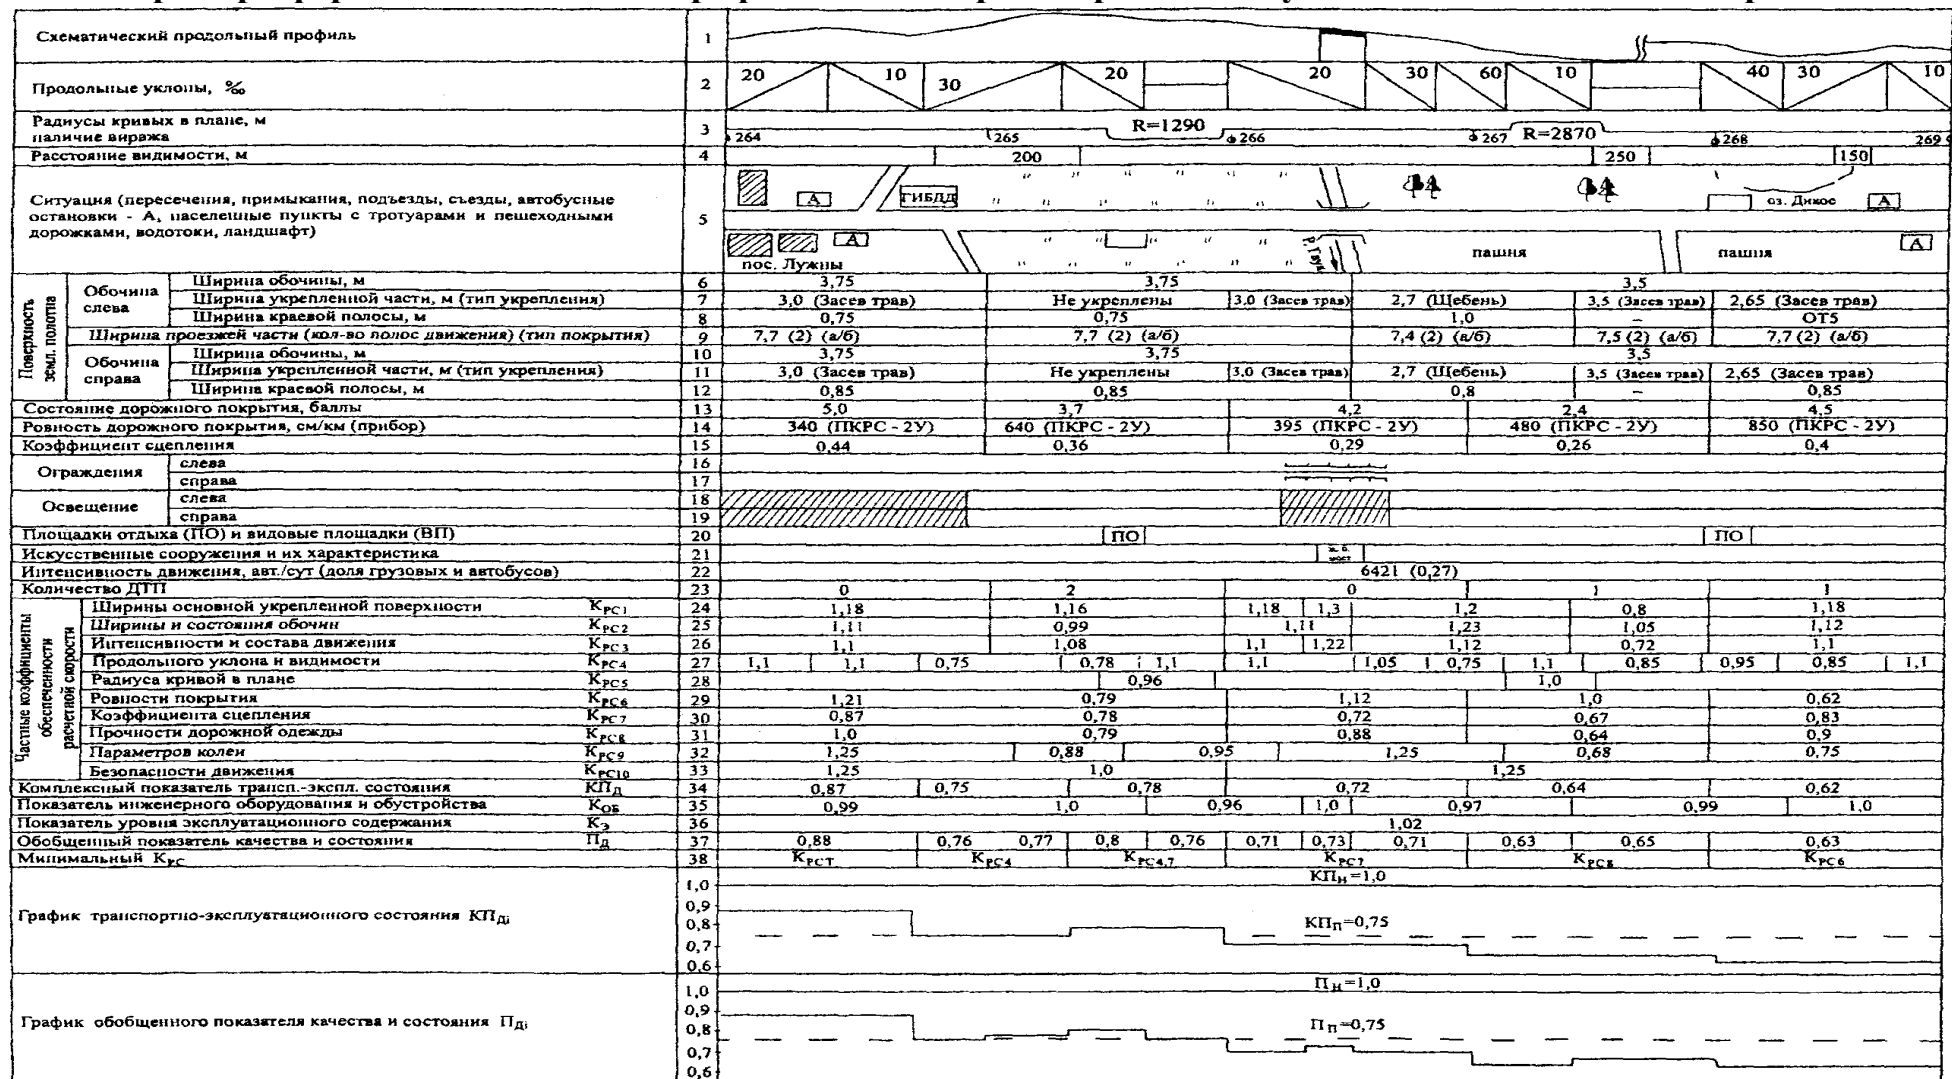 Схематический продольный профиль 1
Продольные уклоны, ‰ 2 20 10 30 20 20 30 60 10 40 30 10
Радиусы кривых в плане, м
наличие виража 3 264 265 R=1290 266 267 R=2870 268 269
Расстояние видимости, м 4 200 250 150
Ситуация (пересечения, примыкания, подъезды, съезды, автобусные
остановки - А, населенные пункты с тротуарами и пешеходными
дорожками, водотоки, ландшафт) 5
А ГИБДД оз. Дикое А
А пашня пашня А
пос. Лужны
Поверхность земл. полотна
Обочина слева
Ширина обочины, м 6 3,75 3,75 3,5
Ширина укрепленной части, м (тип укрепления) 7 3,0 (Засев трав) Не укреплены 3,0 (Засев трав) 2,7 (Щебень) 3,5 (Засев трав) 2,65 (Засев трав)
Ширина краевой полосы, м 8 0,75 0,75 1,0 – ОТ5
Ширина проезжей части (кол-во полос движения) (тип покрытия) 9 7,7 (2) (а/б) 7,7 (2) (а/б) 7,4 (2) (а/б) 7,5 (2) (а/б) 7,7 (2) (а/б)
Обочина справа
Ширина обочины, м 10 3,75 3,75 3,5
Ширина укрепленной части, м (тип укрепления) 11 3,0 (Засев трав) Не укреплены 3,0 (Засев трав) 2,7 (Щебень) 3,5 (Засев трав) 2,65 (Засев трав)
Ширина краевой полосы, м 12 0,85 0,85 0,8 – 0,85
Состояние дорожного покрытия, баллы 13 5,0 3,7 4,2 2,4 4,5
Ровность дорожного покрытия, см/км (прибор) 14 340 (ПКРС - 2У) 640 (ПКРС - 2У) 395 (ПКРС - 2У) 480 (ПКРС - 2У) 850 (ПКРС - 2У)
Коэффициент сцепления 15 0,44 0,36 0,29 0,26 0,4
Ограждения
слева 16
справа 17
Освещение
слева 18
справа 19
Площадки отдыха (ПО) и видовые площадки (ВП) 20 ПО ПО
Искусственные сооружения и их характеристика 21 ж. б. мост
Интенсивность движения, авт./сут (доля грузовых и автобусов) 22 6421 (0,27)
Количество ДТП 23 0 2 0 1 1
Частные коэффициенты обеспеченности расчетной скорости
Ширины основной укрепленной поверхности КРС1 24 1,18 1,16 1,18 1,3 1,2 0,8 1,18
Ширины и состояния обочин КРС2 25 1,11 0,99 1,11 1,23 1,05 1,12
Интенсивности и состава движения КРС3 26 1,1 1,08 1,1 1,22 1,12 0,72 1,1
Продольного уклона и видимости КРС4 27 1,1 1,1 0,75 0,78 1,1 1,1 1,05 0,75 1,1 0,85 0,95 0,85 1,1
Радиуса кривой в плане КРС5 28 0,96 1,0
Ровности покрытия КРС6 29 1,21 0,79 1,12 1,0 0,62
Коэффициента сцепления КРС7 30 0,87 0,78 0,72 0,67 0,83
Прочности дорожной одежды КРС8 31 1,0 0,79 0,88 0,64 0,9
Параметров колеи КРС9 32 1,25 0,88 0,95 1,25 0,68 0,75
Безопасности движения КРС10 33 1,25 1,0 1,25
Комплексный показатель трансп.-экспл. состояния КПД 34 0,87 0,75 0,78 0,72 0,64 0,62
Показатель инженерного оборудования и обустройства КОБ 35 0,99 1,0 0,96 1,0 0,97 0,99 1,0
Показатель уровня эксплуатационного содержания КЭ 36 1,02
Обобщенный показатель качества и состояния ПД 37 0,88 0,76 0,77 0,8 0,76 0,71 0,73 0,71 0,63 0,65 0,63
Минимальный КРС 38 КРСТ КРС4 КРС4,7 КРС7 КРС8 КРС6
График транспортно-эксплуатационного состояния КПДi
1,0 КПН=1,0
0,9
0,8 КПП=0,75
0,7
0,6
График обобщенного показателя качества и состояния ПДi
1,0 ПН=1,0
0,9
0,8 ПП=0,75
0,7
0,6